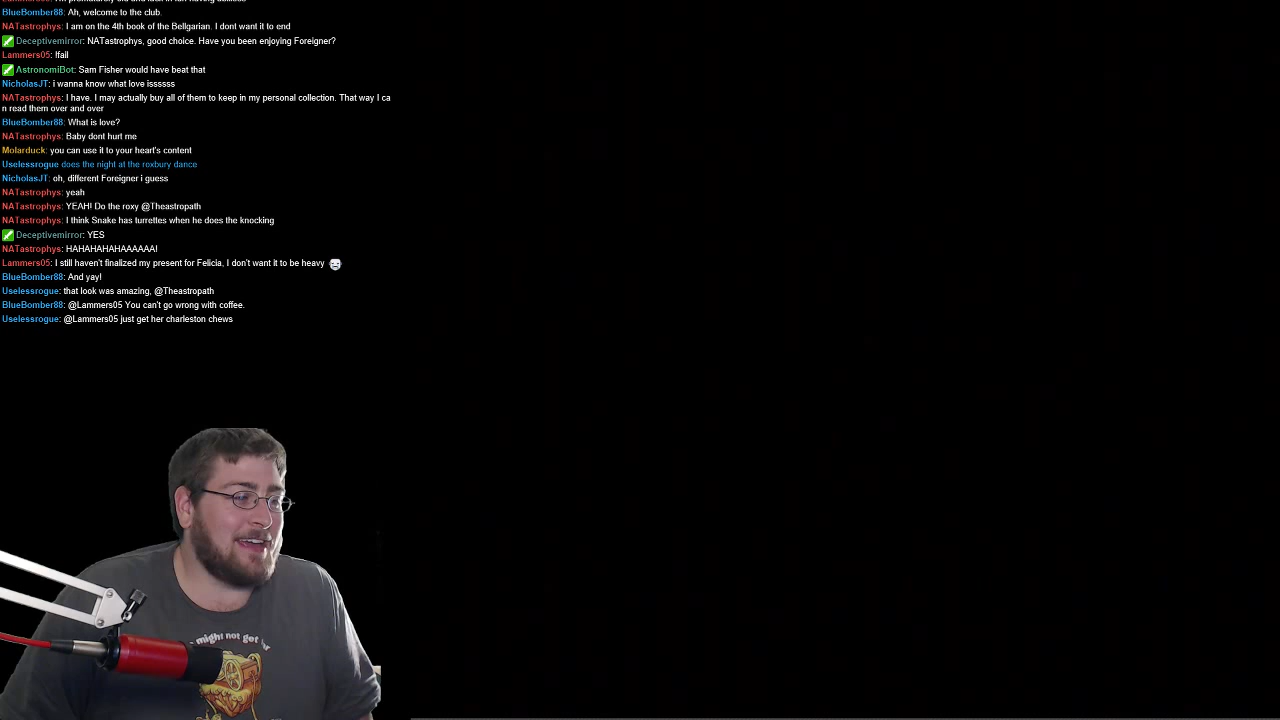 BlueBomber88: Ah, welcome to the club.
NATastrophys: I am on the 4th book of the Bellgarian. I dont want it to end
Deceptivemirror: NATastrophys, good choice. Have you been enjoying Foreigner?
Lammers05: !fail
AstronomiBot: Sam Fisher would have beat that
NicholasJT: i wanna know what love issssss
NATastrophys: I have. I may actually buy all of them to keep in my personal collection. That way I ca
n read them over and over
BlueBomber88: What is love?
NATastrophys: Baby dont hurt me
Molarduck: you can use it to your heart's content
Uselessrogue does the night at the roxbury dance
NicholasJT: oh, different Foreigner i guess
NATastrophys: yeah
NATastrophys: YEAH! Do the roxy @Theastropath
NATastrophys: I think Snake has turrettes when he does the knocking
Deceptivemirror: YES
NATastrophys: HAHAHAHAHAAAAAA!
Lammers05: I still haven't finalized my present for Felicia, I don't want it to be heavy
BlueBomber88: And yay!
Uselessrogue: that look was amazing, @Theastropath
BlueBomber88: @Lammers05 You can't go wrong with coffee.
Uselessrogue: @Lammers05 just get her charleston chews
might not get